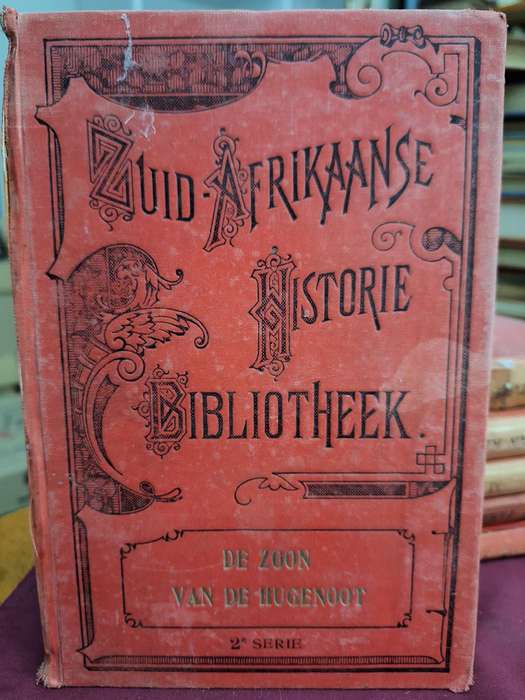 ZUID-AFRIKAANSE
HISTORIE
BIBLIOTHEEK.
DE ZOON
VAN DE HUGENOOT
2e SERIE